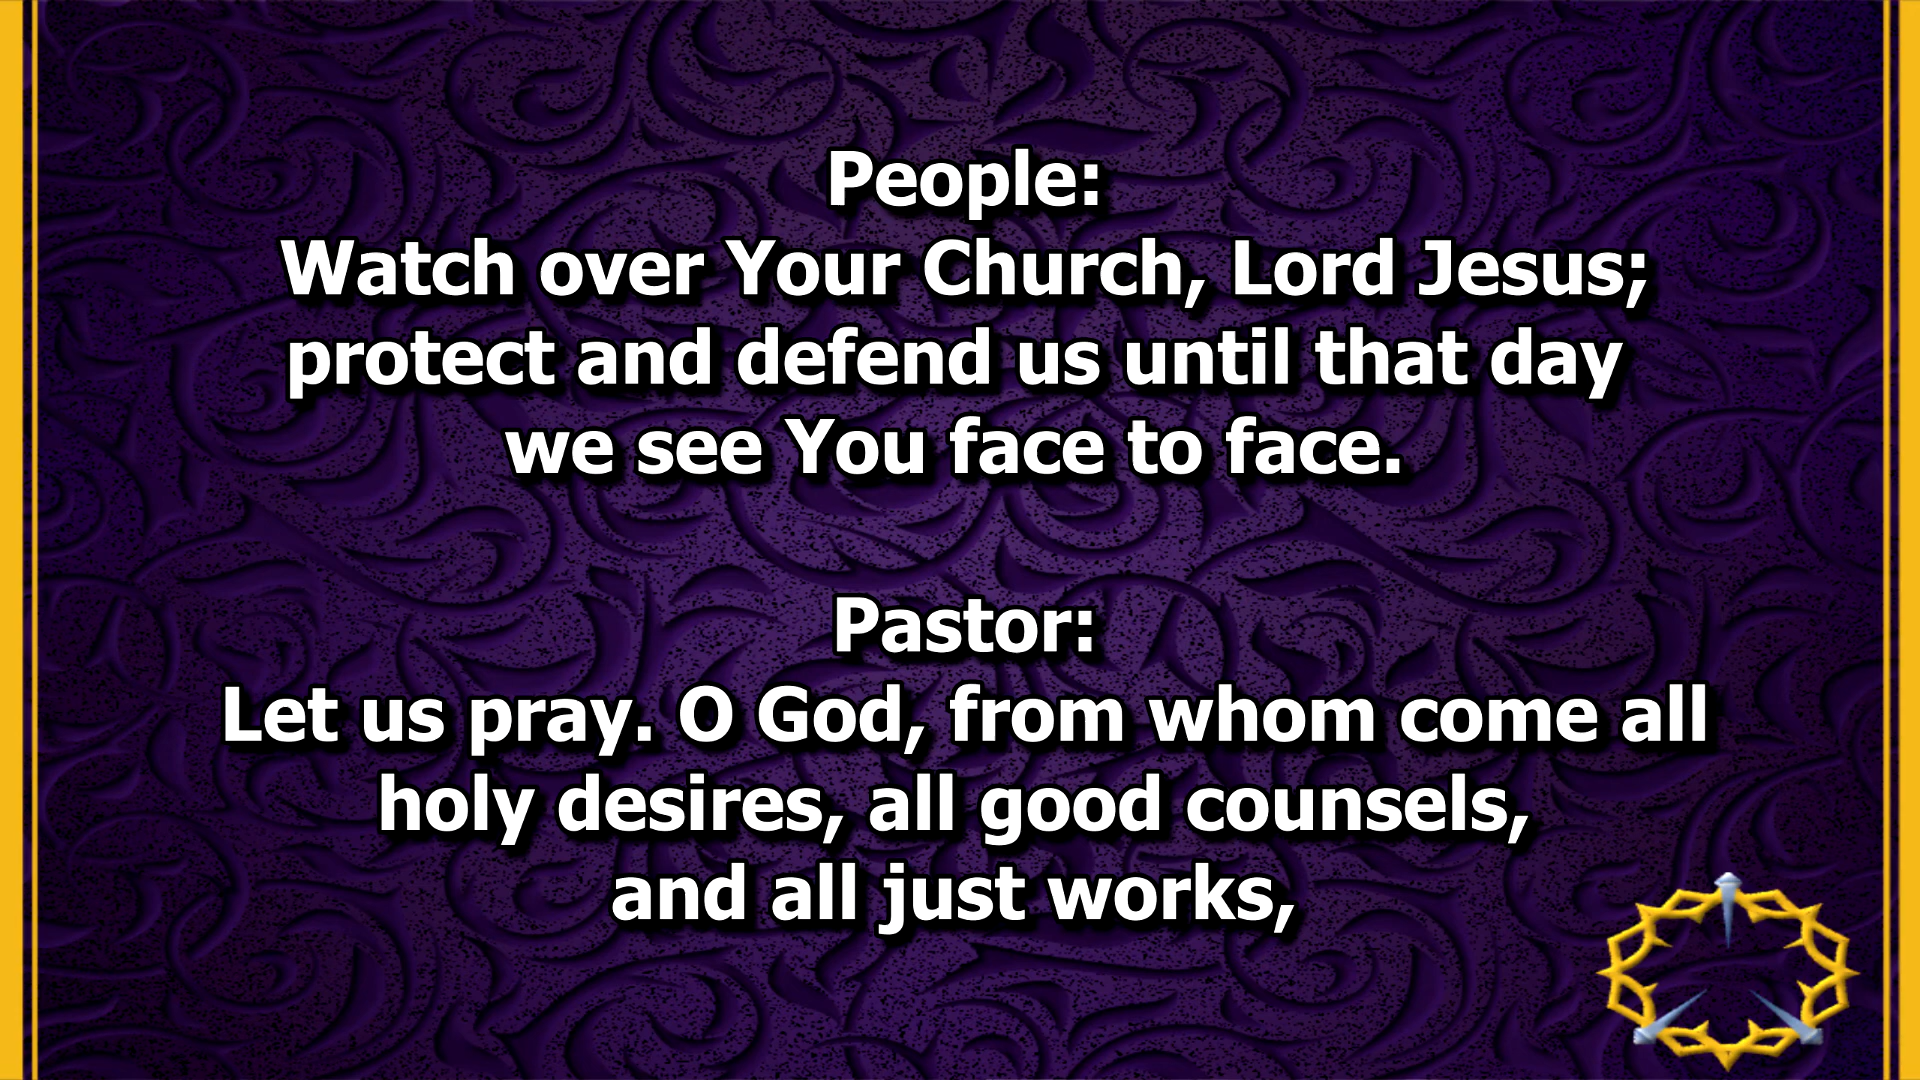 People:
Watch over Your Church, Lord Jesus;
protect and defend us until that day
we see You face to face.
Pastor:
Let us pray. O God, from whom come all
holy desires, all good counsels,
and all just works,